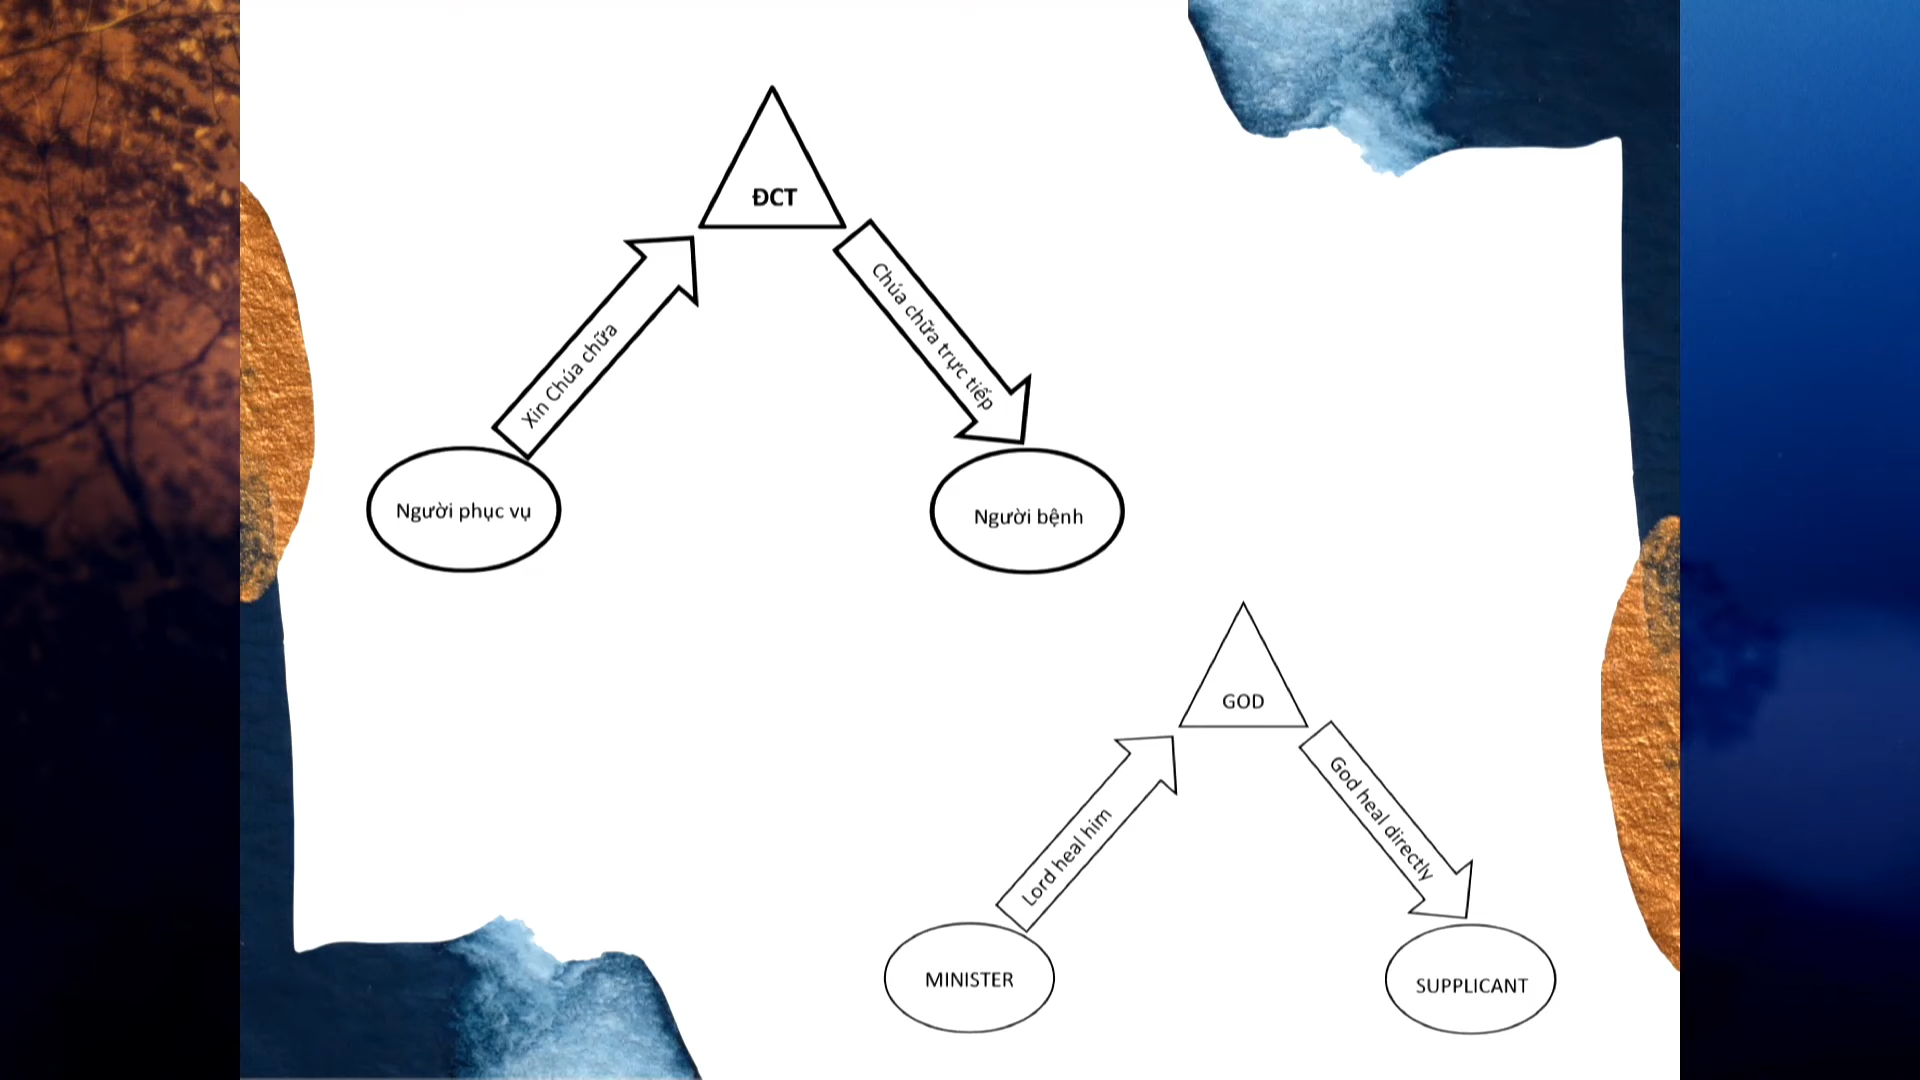 ĐCT
Xin Chúa chữa
Chúa chữa trực tiếp
Người phục vụ
Người bệnh
GOD
Lord heal him
God heal directly
MINISTER
SUPPLICANT